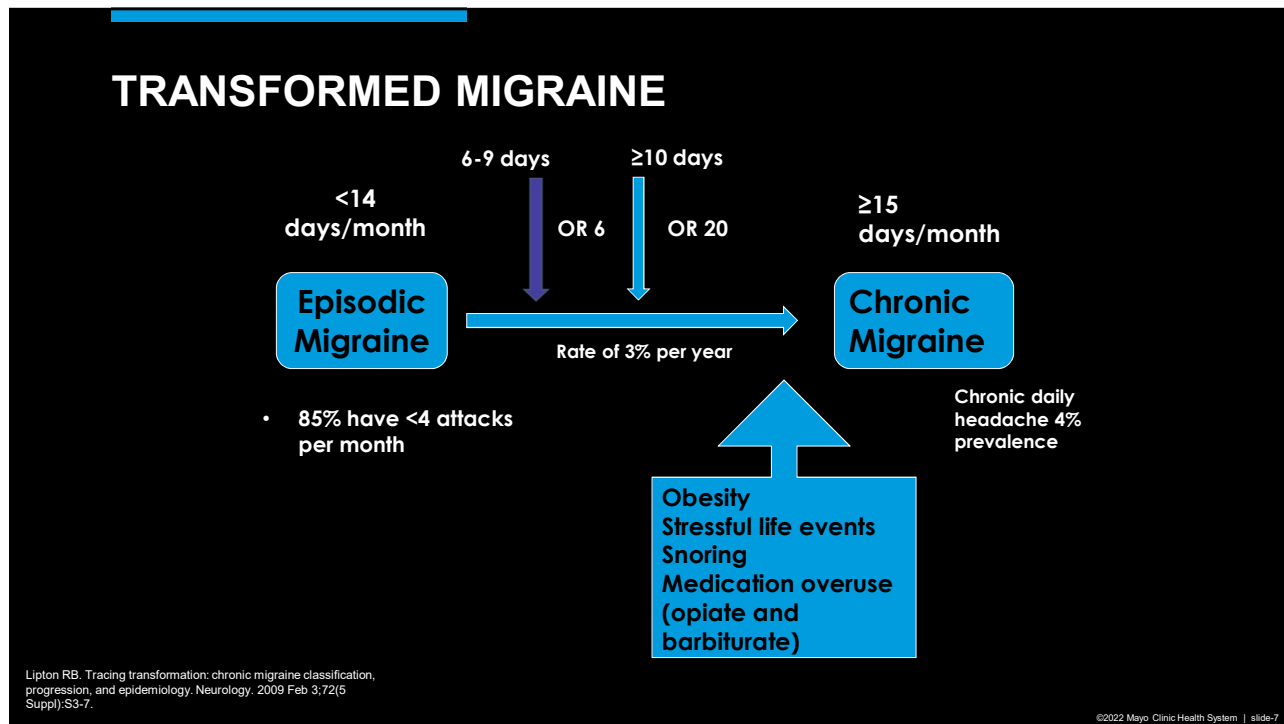 TRANSFORMED MIGRAINE
6-9 days
≥10 days
<14
days/month
OR 6
OR 20
≥15
days/month
Episodic
Migraine
Chronic
Migraine
Rate of 3% per year
• 85% have <4 attacks
per month
Chronic daily
headache 4%
prevalence
Obesity
Stressful life events
Snoring
Medication overuse
(opiate and
barbiturate)
Lipton RB. Tracing transformation: chronic migraine classification,
progression, and epidemiology. Neurology. 2009 Feb 3;72(5
Suppl):S3-7.
©2022 Mayo Clinic Health System | slide-7